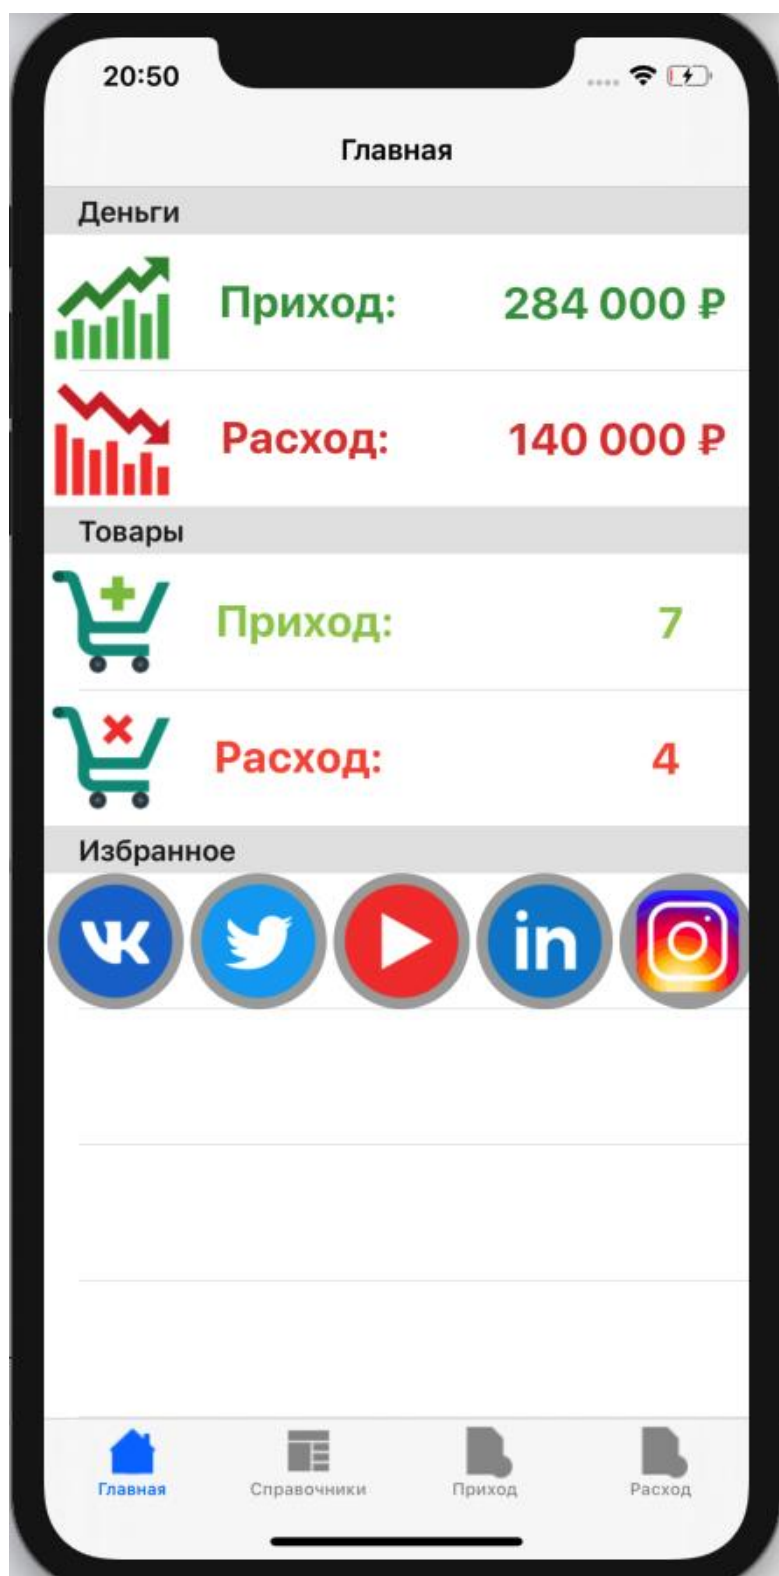 20:50
Главная
Деньги
Приход: 284 000 ₽
Расход: 140 000 ₽
Товары
Приход: 7
Расход: 4
Избранное
in
Главная Справочники Приход Расход